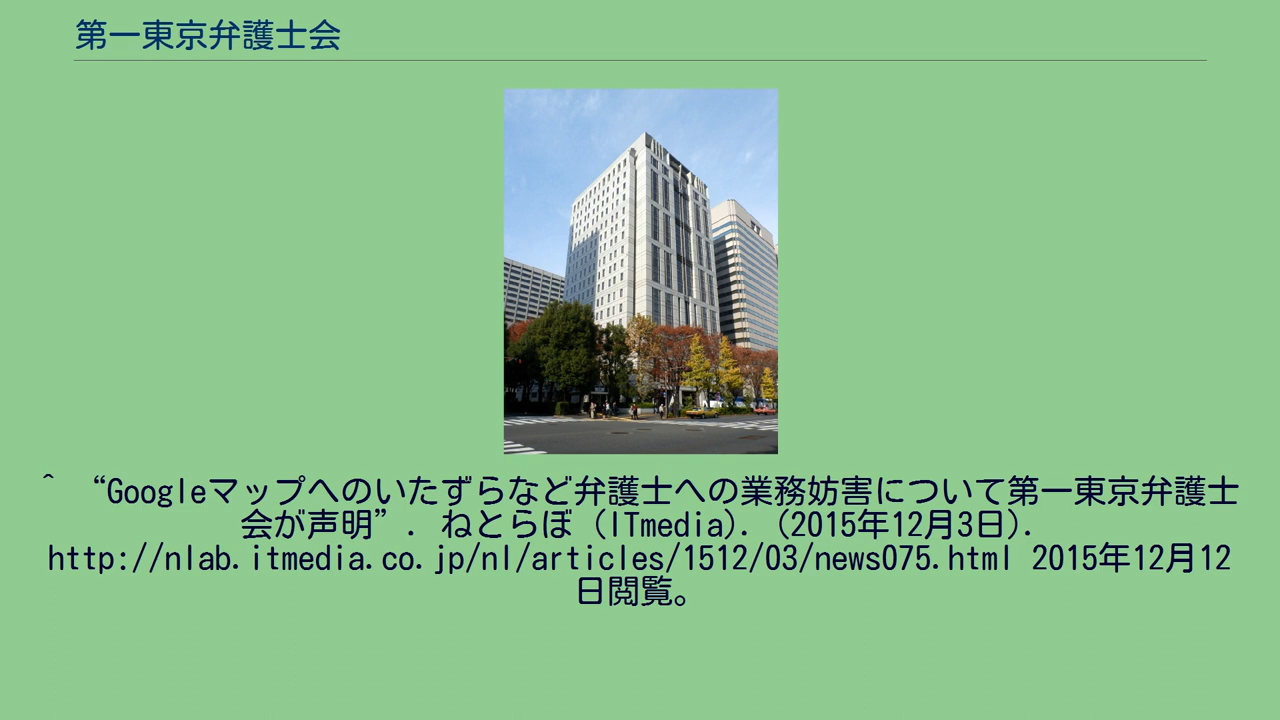 第一東京弁護士会
^ “Googleマップへのいたずらなど弁護士への業務妨害について第一東京弁護士
会が声明”. ねとらぼ (ITmedia). (2015年12月3日).
http://nlab.itmedia.co.jp/nl/articles/1512/03/news075.html 2015年12月12
日閲覧。